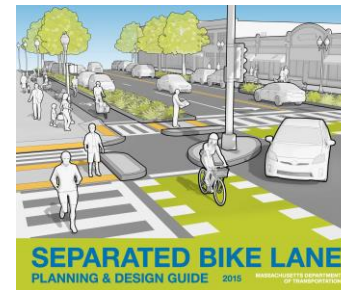 SEPARATED BIKE LANE
PLANNING & DESIGN GUIDE 2015 MASSACHUSETTS DEPARTMENT
OF TRANSPORTATION